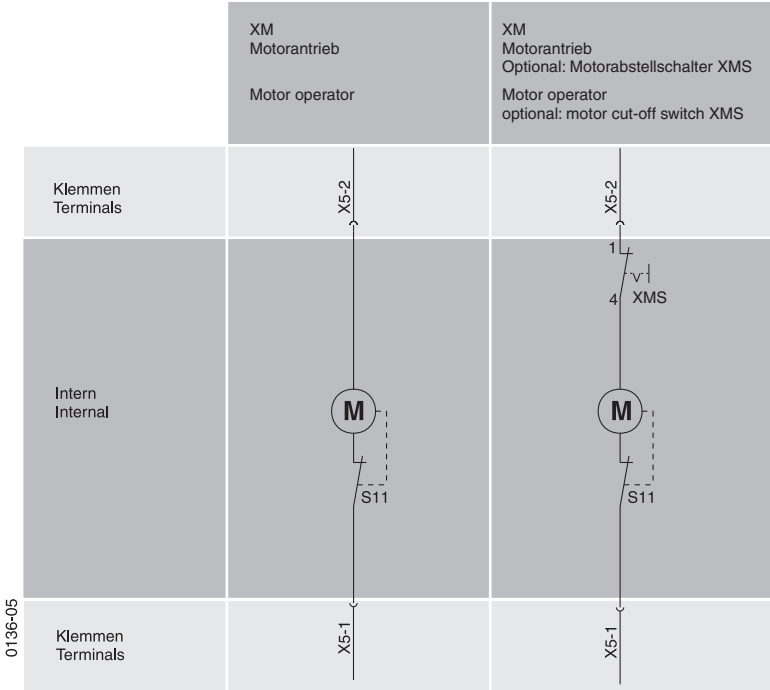 XM
Motorantrieb
Motor operator
XM
Motorantrieb
Optional: Motorabstellschalter XMS
Motor operator
optional: motor cut-off switch XMS
Klemmen
Terminals
X5-2
X5-2
Intern
Internal
1
4
XMS
M
S11
M
S11
Klemmen
Terminals
X5-1
X5-1
0136-05